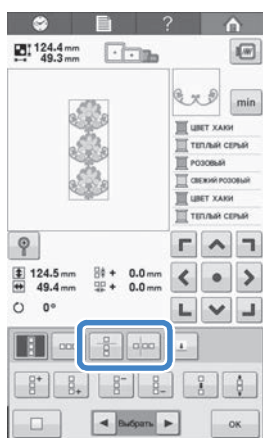 ?
124.4 mm
49.3 mm
min
ЦВЕТ ХАКИ
ТЕПЛЫЙ СЕРЫЙ
РОЗОВЫЙ
СВЕЖИЙ РОЗОВЫЙ
ЦВЕТ ХАКИ
ТЕПЛЫЙ СЕРЫЙ
124.5 mm + 0.0 mm
49.4 mm + 0.0 mm
0°
Выбрать
OK